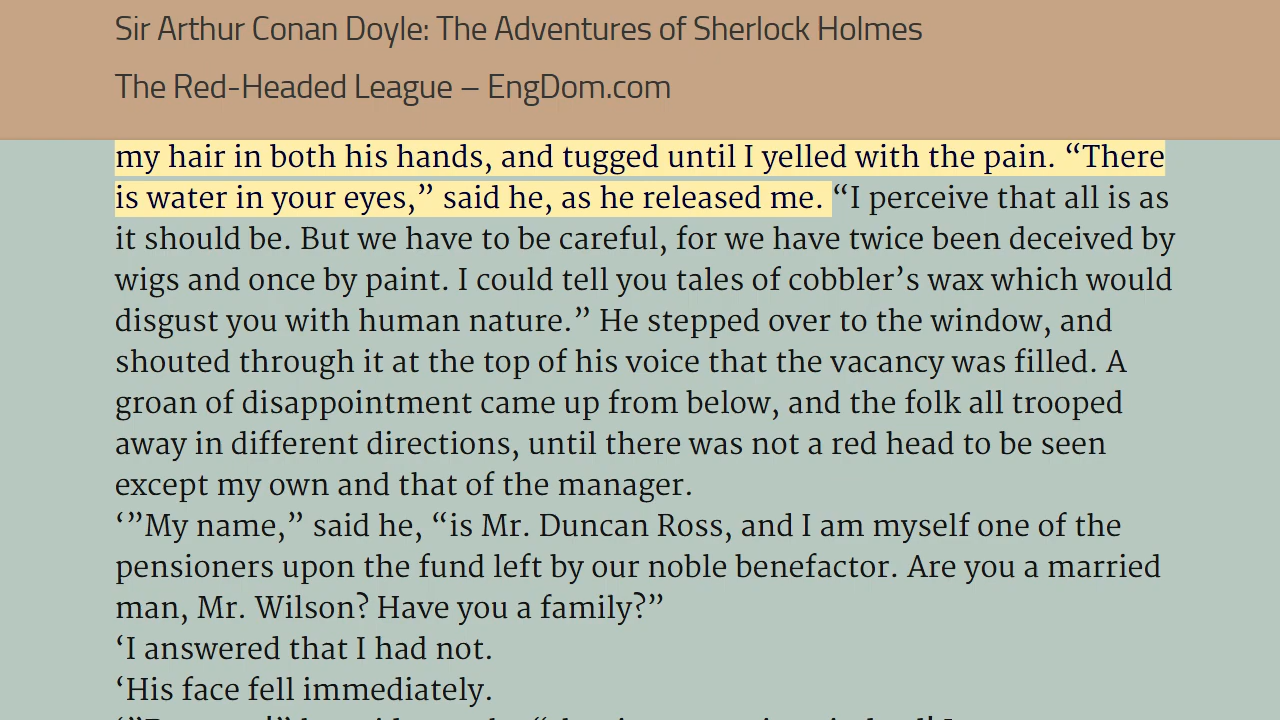 Sir Arthur Conan Doyle: The Adventures of Sherlock Holmes
The Red-Headed League – EngDom.com
my hair in both his hands, and tugged until I yelled with the pain. “There
is water in your eyes,” said he, as he released me. “I perceive that all is as
it should be. But we have to be careful, for we have twice been deceived by
wigs and once by paint. I could tell you tales of cobbler’s wax which would
disgust you with human nature.” He stepped over to the window, and
shouted through it at the top of his voice that the vacancy was filled. A
groan of disappointment came up from below, and the folk all trooped
away in different directions, until there was not a red head to be seen
except my own and that of the manager.
‘”My name,” said he, “is Mr. Duncan Ross, and I am myself one of the
pensioners upon the fund left by our noble benefactor. Are you a married
man, Mr. Wilson? Have you a family?”
‘I answered that I had not.
‘His face fell immediately.